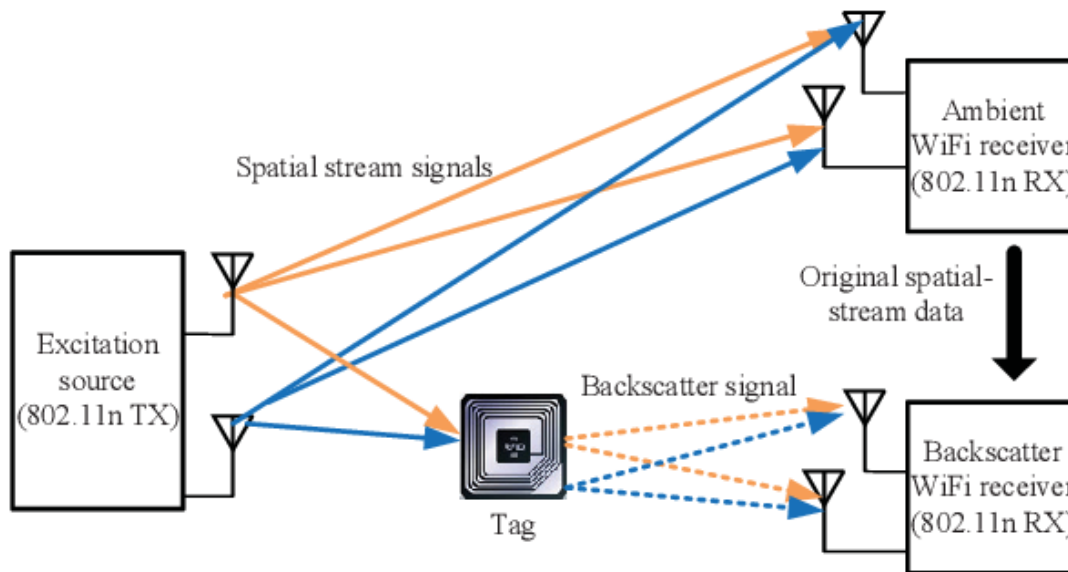 Spatial stream signals
Excitation
source
(802.11n TX)
Ambient
WiFi receiver
(802.11n RX)
Original spatial-
stream data
Backscatter signal
Tag
Backscatter
WiFi receiver
(802.11n RX)